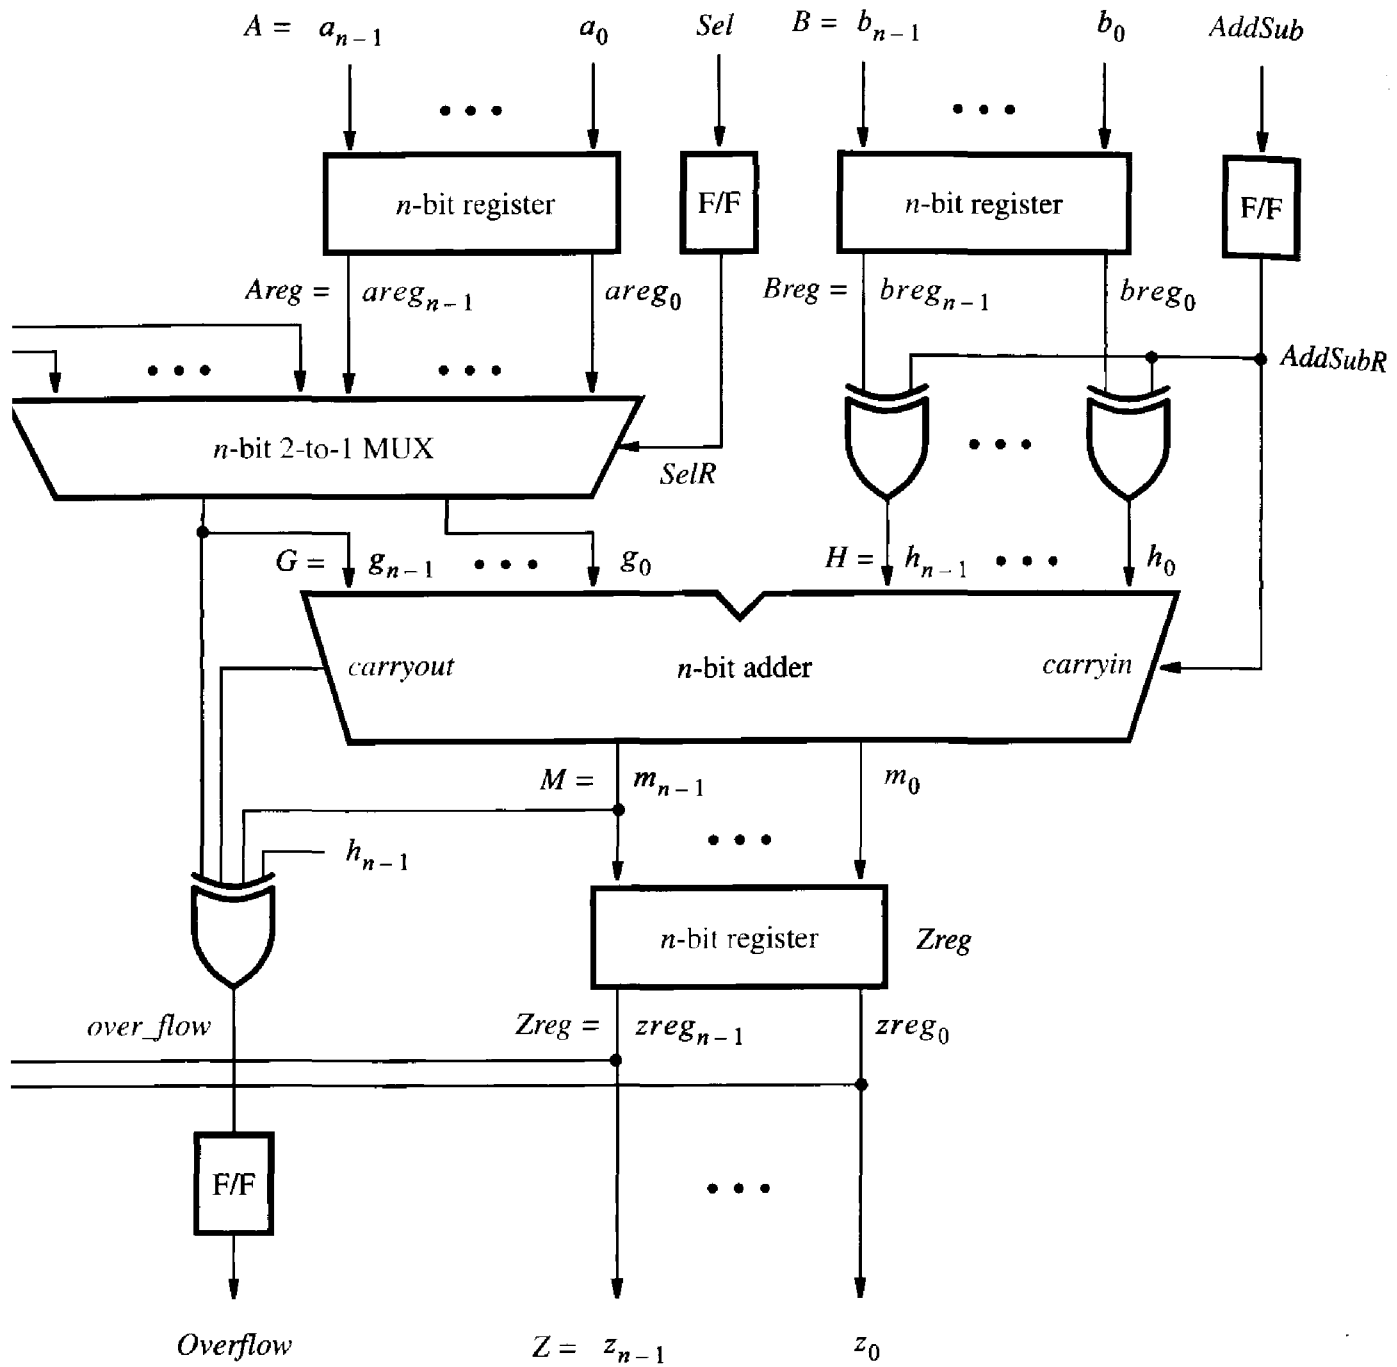 A = a_{n-1} a_0 Sel B = b_{n-1} b_0 AddSub
n-bit register F/F n-bit register F/F
Areg = areg_{n-1} areg_0 Breg = breg_{n-1} breg_0
AddSubR
n-bit 2-to-1 MUX
SelR
G = g_{n-1} g_0 H = h_{n-1} h_0
carryout n-bit adder carryin
M = m_{n-1} m_0
h_{n-1}
n-bit register Zreg
over_flow Zreg = zreg_{n-1} zreg_0
F/F
Overflow Z = z_{n-1} z_0